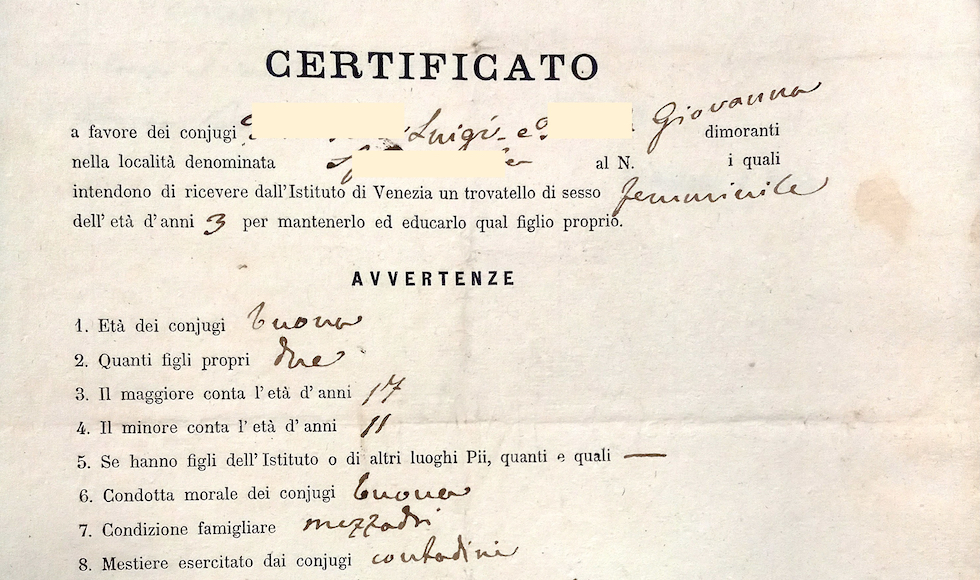 CERTIFICATO
a favore dei conjugi Luigi e Giovanna dimoranti
nella località denominata al N. i quali
intendono di ricevere dall'Istituto di Venezia un trovatello di sesso femminile
dell'età d'anni 3 per mantenerlo ed educarlo qual figlio proprio.
AVVERTENZE
1. Età dei conjugi buona
2. Quanti figli propri due
3. Il maggiore conta l'età d'anni 17
4. Il minore conta l'età d'anni 11
5. Se hanno figli dell'Istituto o di altri luoghi Pii, quanti e quali —
6. Condotta morale dei conjugi buona
7. Condizione famigliare mezzadri
8. Mestiere esercitato dai conjugi contadini